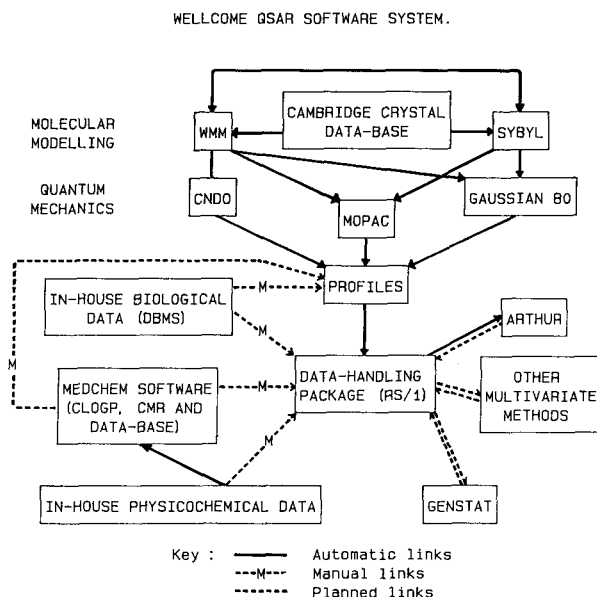 WELLCOME QSAR SOFTWARE SYSTEM.
MOLECULAR
MODELLING
WMM
CAMBRIDGE CRYSTAL
DATA-BASE
SYBYL
QUANTUM
MECHANICS
CNDO
MOPAC
GAUSSIAN 80
PROFILES
IN-HOUSE BIOLOGICAL
DATA (DBMS)
M
M
ARTHUR
M
MEDCHEM SOFTWARE
(CLOGP, CMR AND
DATA-BASE)
M
DATA-HANDLING
PACKAGE (RS/1)
OTHER
MULTIVARIATE
METHODS
M
IN-HOUSE PHYSICOCHEMICAL DATA
GENSTAT
Key : Automatic links
M Manual links
Planned links